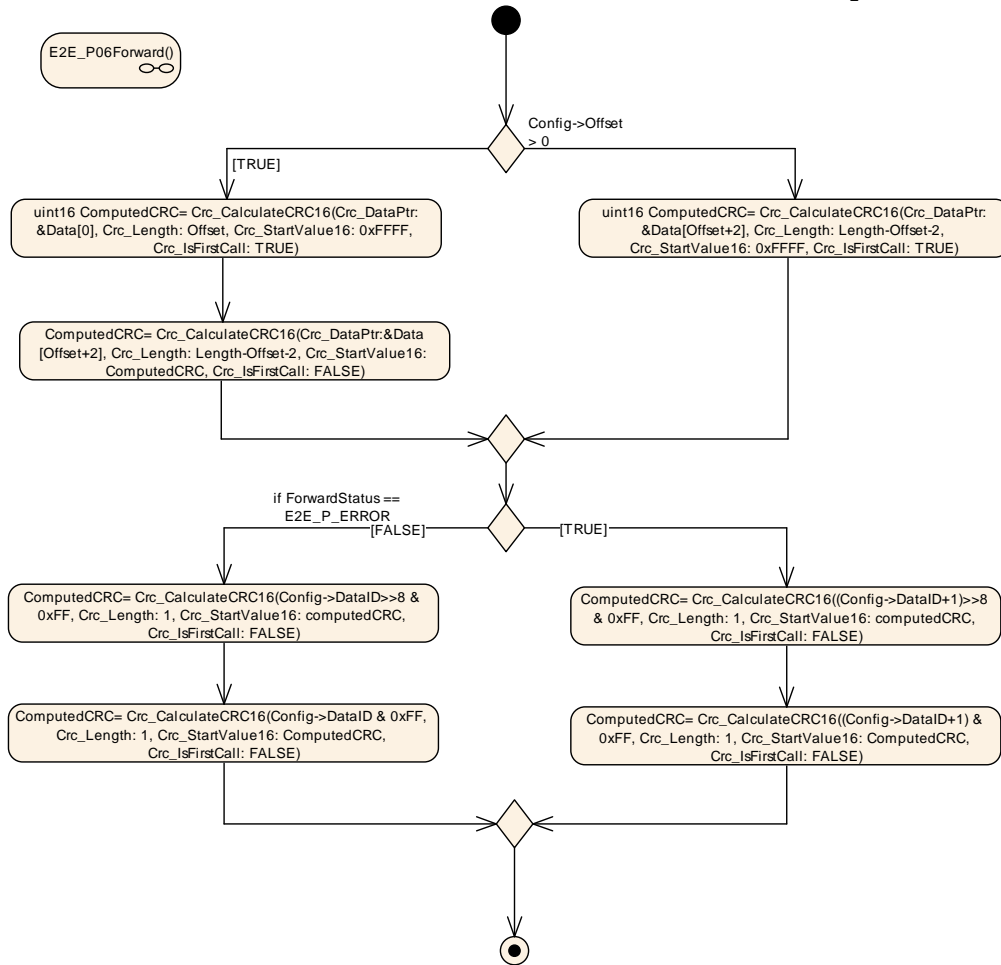 E2E_P06Forward()
Config->Offset
> 0
[TRUE]
uint16 ComputedCRC= Crc_CalculateCRC16(Crc_DataPtr:
&Data[0], Crc_Length: Offset, Crc_StartValue16: 0xFFFF,
Crc_IsFirstCall: TRUE)
uint16 ComputedCRC= Crc_CalculateCRC16(Crc_DataPtr:
&Data[Offset+2], Crc_Length: Length-Offset-2,
Crc_StartValue16: 0xFFFF, Crc_IsFirstCall: TRUE)
ComputedCRC= Crc_CalculateCRC16(Crc_DataPtr:&Data
[Offset+2], Crc_Length: Length-Offset-2, Crc_StartValue16:
ComputedCRC, Crc_IsFirstCall: FALSE)
if ForwardStatus ==
E2E_P_ERROR
[FALSE]
[TRUE]
ComputedCRC= Crc_CalculateCRC16(Config->DataID>>8 &
0xFF, Crc_Length: 1, Crc_StartValue16: computedCRC,
Crc_IsFirstCall: FALSE)
ComputedCRC= Crc_CalculateCRC16((Config->DataID+1)>>8
& 0xFF, Crc_Length: 1, Crc_StartValue16: computedCRC,
Crc_IsFirstCall: FALSE)
ComputedCRC= Crc_CalculateCRC16(Config->DataID & 0xFF,
Crc_Length: 1, Crc_StartValue16: ComputedCRC,
Crc_IsFirstCall: FALSE)
ComputedCRC= Crc_CalculateCRC16((Config->DataID+1) &
0xFF, Crc_Length: 1, Crc_StartValue16: ComputedCRC,
Crc_IsFirstCall: FALSE)